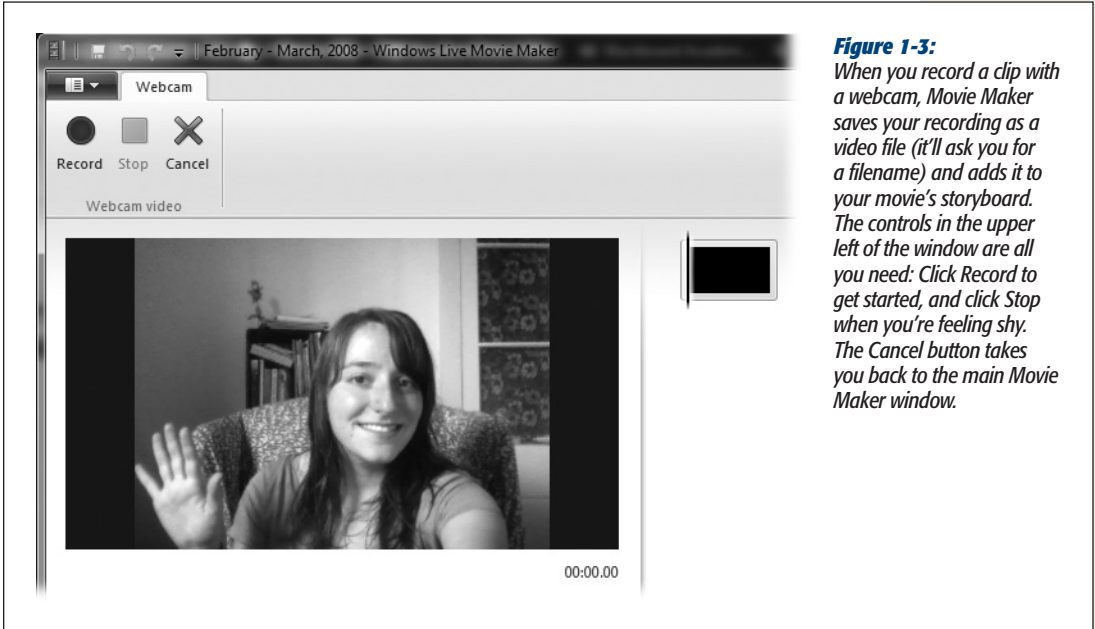 February - March, 2008 - Windows Live Movie Maker
Webcam
Record Stop Cancel
Webcam video
00:00.00
Figure 1-3:
When you record a clip with
a webcam, Movie Maker
saves your recording as a
video file (it'll ask you for
a filename) and adds it to
your movie's storyboard.
The controls in the upper
left of the window are all
you need: Click Record to
get started, and click Stop
when you're feeling shy.
The Cancel button takes
you back to the main Movie
Maker window.